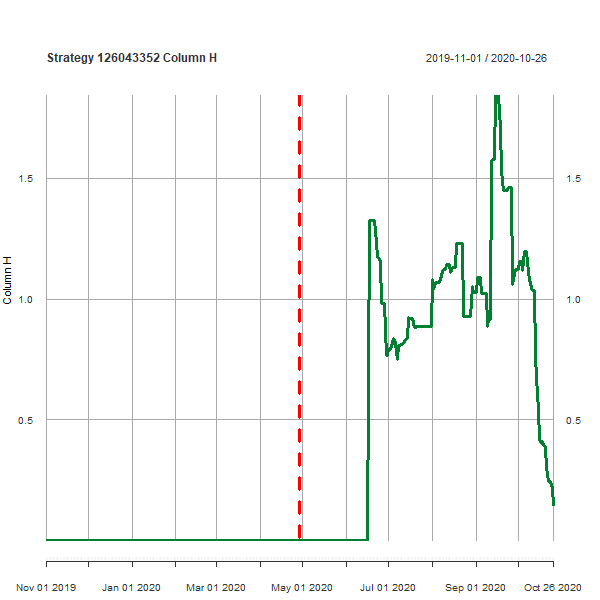 Strategy 126043352 Column H
2019-11-01 / 2020-10-26
1.5
1.5
Column H
1.0
1.0
0.5
0.5
Nov 01 2019
Jan 01 2020
Mar 01 2020
May 01 2020
Jul 01 2020
Sep 01 2020
Oct 26 2020